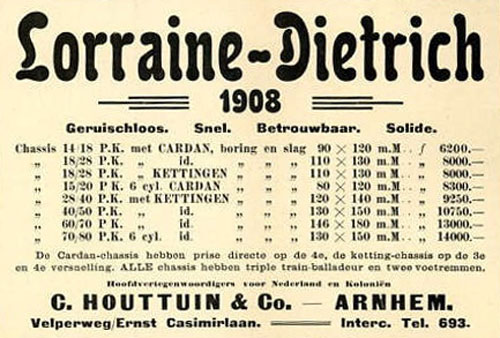 Lorraine-Dietrich
1908
Geruischloos. Snel. Betrouwbaar. Solide.
Chassis 14/18 P.K. met CARDAN, boring en slag 90 × 120 m.M.. ƒ 6200.—
„ 18/28 P.K. „ id. „ „ „ 110 × 130 m.M.. „ 8000.—
„ 18/28 P.K. „ KETTINGEN „ „ „ 110 × 130 m.M.. „ 8000.—
„ 15/20 P.K. 6 cyl. CARDAN „ „ „ 80 × 120 m.M.. „ 8300.—
„ 28/40 P.K. met KETTINGEN „ „ „ 120 × 140 m.M.. „ 9250.—
„ 40/50 P.K. „ id. „ „ „ 130 × 150 m.M.. „ 10750.—
„ 60/70 P.K. „ id. „ „ „ 146 × 180 m.M.. „ 13000.—
„ 70/80 P.K. 6 cyl. id. „ „ „ 130 × 150 m.M.. „ 14000.—
De Cardan-chassis hebben prise directe op de 4e, de ketting-chassis op de 3e
en 4e versnelling. ALLE chassis hebben triple train-balladeur en twee voetremmen.
Hoofdvertegenwoordigers voor Nederland en Koloniën
C. HOUTTUIN & Co. — ARNHEM.
Velperweg/Ernst Casimirlaan. Interc. Tel. 693.